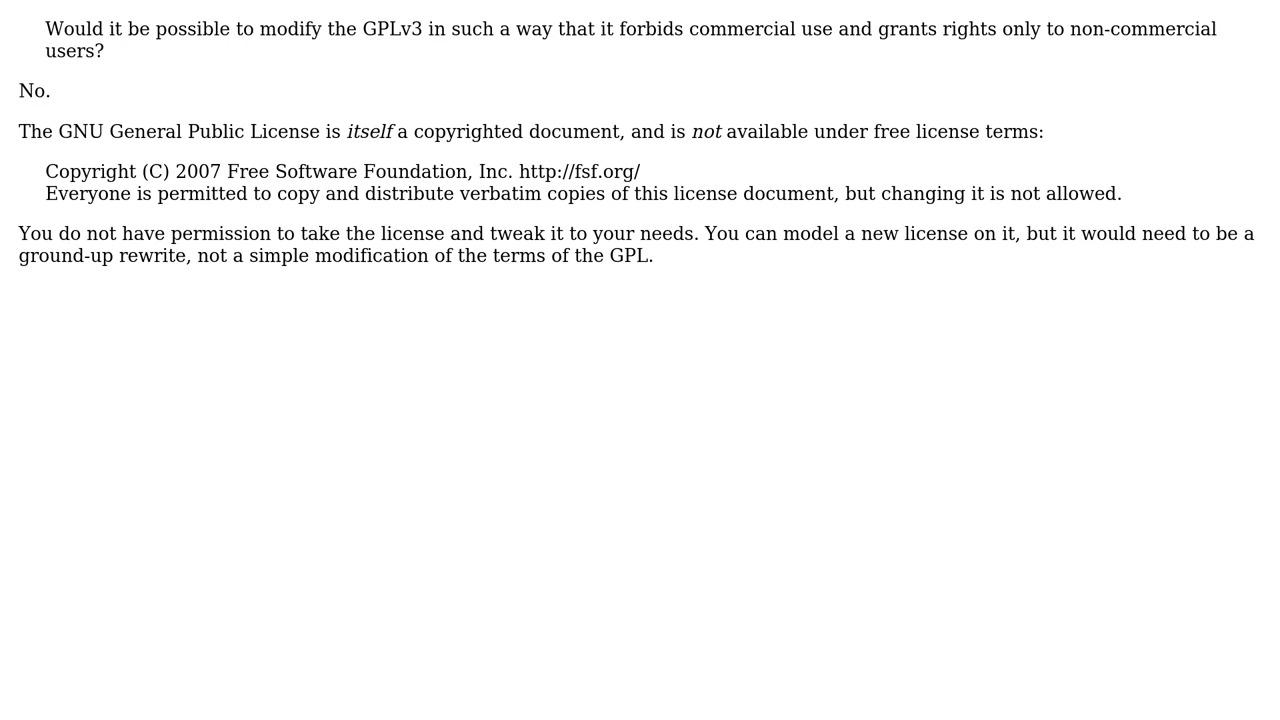 Would it be possible to modify the GPLv3 in such a way that it forbids commercial use and grants rights only to non-commercial
users?
No.
The GNU General Public License is itself a copyrighted document, and is not available under free license terms:
Copyright (C) 2007 Free Software Foundation, Inc. http://fsf.org/
Everyone is permitted to copy and distribute verbatim copies of this license document, but changing it is not allowed.
You do not have permission to take the license and tweak it to your needs. You can model a new license on it, but it would need to be a
ground-up rewrite, not a simple modification of the terms of the GPL.